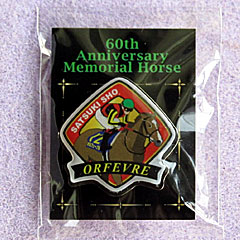 60th
Anniversary
Memorial Horse
SATSUKI SHO
ORFEVRE